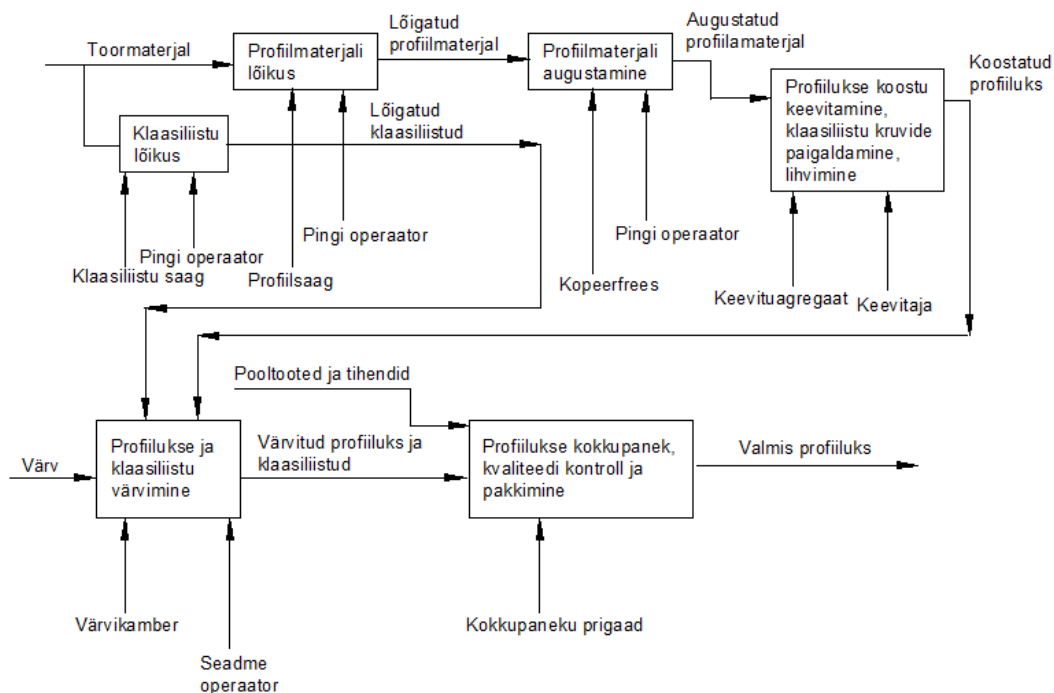 Toormaterjal
Profiilmaterjali
lõikus
Lõigatud
profiilmaterjal
Profiilmaterjali
augustamine
Augustatud
profiilamaterjal
Koostatud
profiiluks
Profiilukse koostu
keevitamine,
klaasiliistu kruvide
paigaldamine,
lihvimine
Klaasiliistu
lõikus
Lõigatud
klaasiliistud
Pingi operaator
Klaasiliistu saag
Pingi operaator
Profiilsaag
Pingi operaator
Kopeerfrees
Keevituagregaat
Keevitaja
Pooltooted ja tihendid
Värv
Profiilukse ja
klaasiliistu
värvimine
Värvitud profiiluks ja
klaasiliistud
Profiilukse kokkupanek,
kvaliteedi kontroll ja
pakkimine
Valmis profiiluks
Värvikamber
Seadme
operaator
Kokkupaneku prigaad